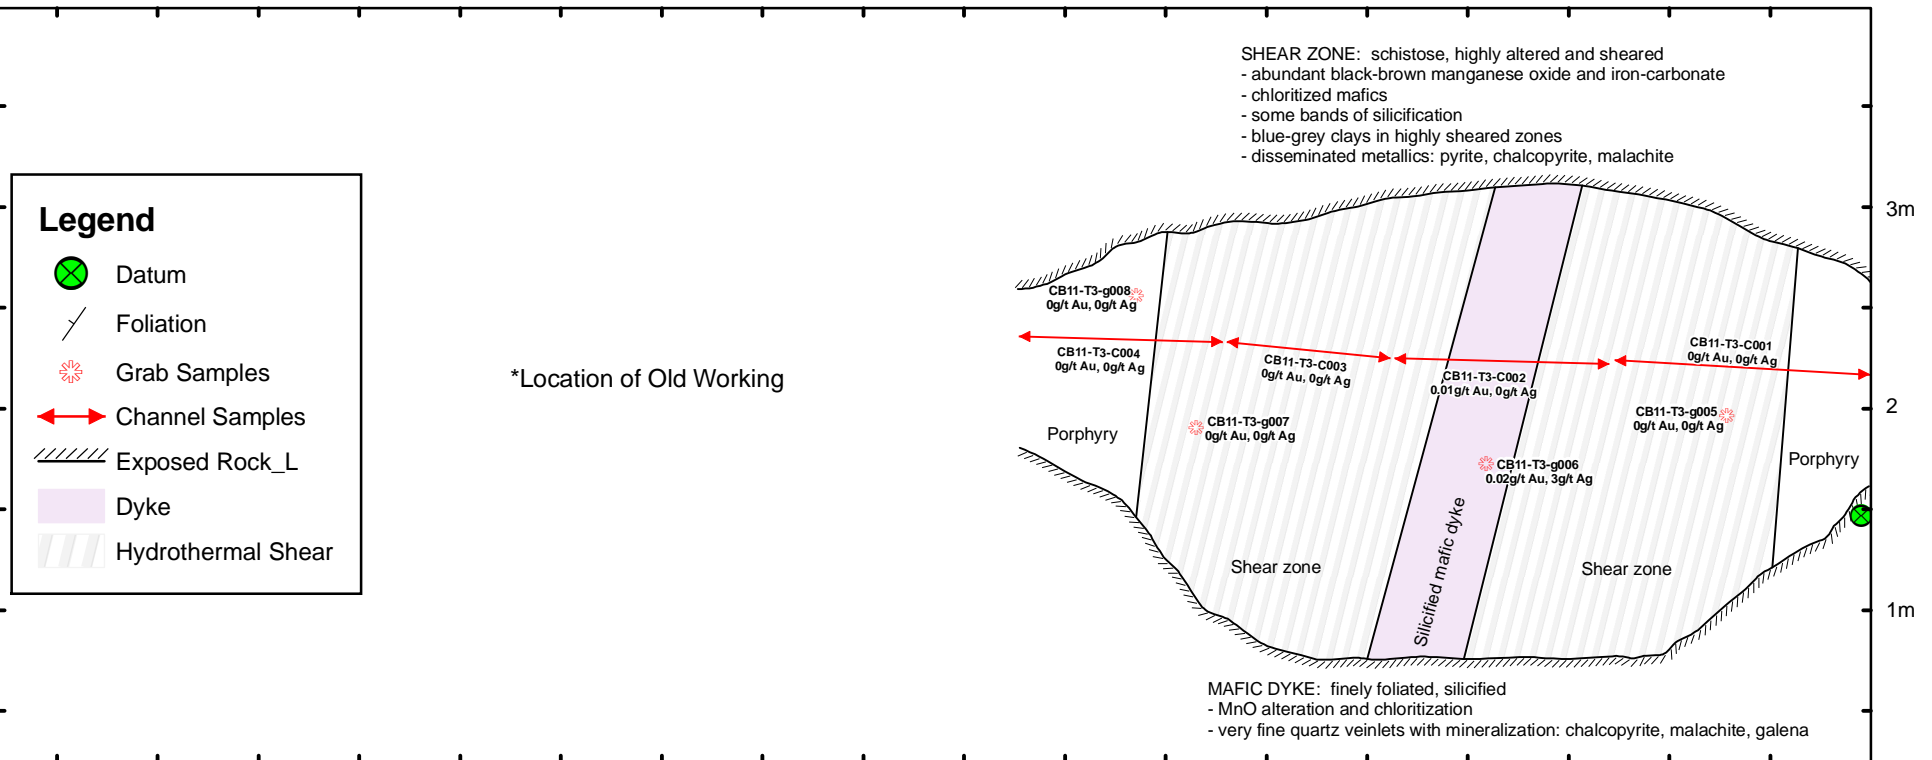 SHEAR ZONE:  schistose, highly altered and sheared
- abundant black-brown manganese oxide and iron-carbonate
- chloritized mafics
- some bands of silicification
- blue-grey clays in highly sheared zones
- disseminated metallics: pyrite, chalcopyrite, malachite
Legend
Datum
Foliation
Grab Samples
Channel Samples
Exposed Rock_L
Dyke
Hydrothermal Shear
*Location of Old Working
3m
2
1m
CB11-T3-g008
0g/t Au, 0g/t Ag
CB11-T3-C004
0g/t Au, 0g/t Ag
CB11-T3-C003
0g/t Au, 0g/t Ag
CB11-T3-C002
0.01g/t Au, 0g/t Ag
CB11-T3-C001
0g/t Au, 0g/t Ag
CB11-T3-g007
0g/t Au, 0g/t Ag
CB11-T3-g005
0g/t Au, 0g/t Ag
CB11-T3-g006
0.02g/t Au, 3g/t Ag
Porphyry
Porphyry
Shear zone
Silicified mafic dyke
Shear zone
MAFIC DYKE:  finely foliated, silicified
- MnO alteration and chloritization
- very fine quartz veinlets with mineralization: chalcopyrite, malachite, galena